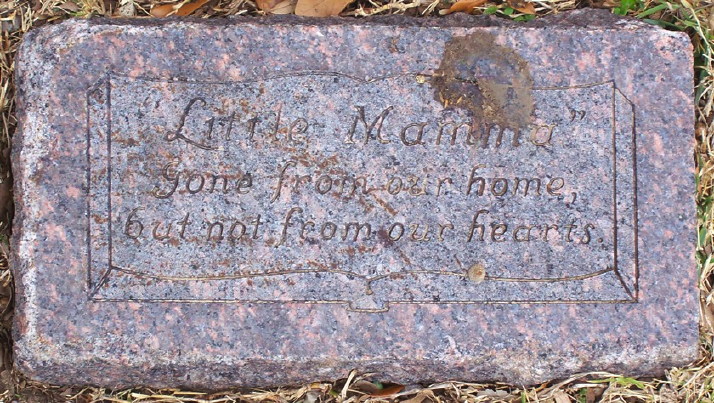 "Little Mamma"
Gone from our home,
but not from our hearts.